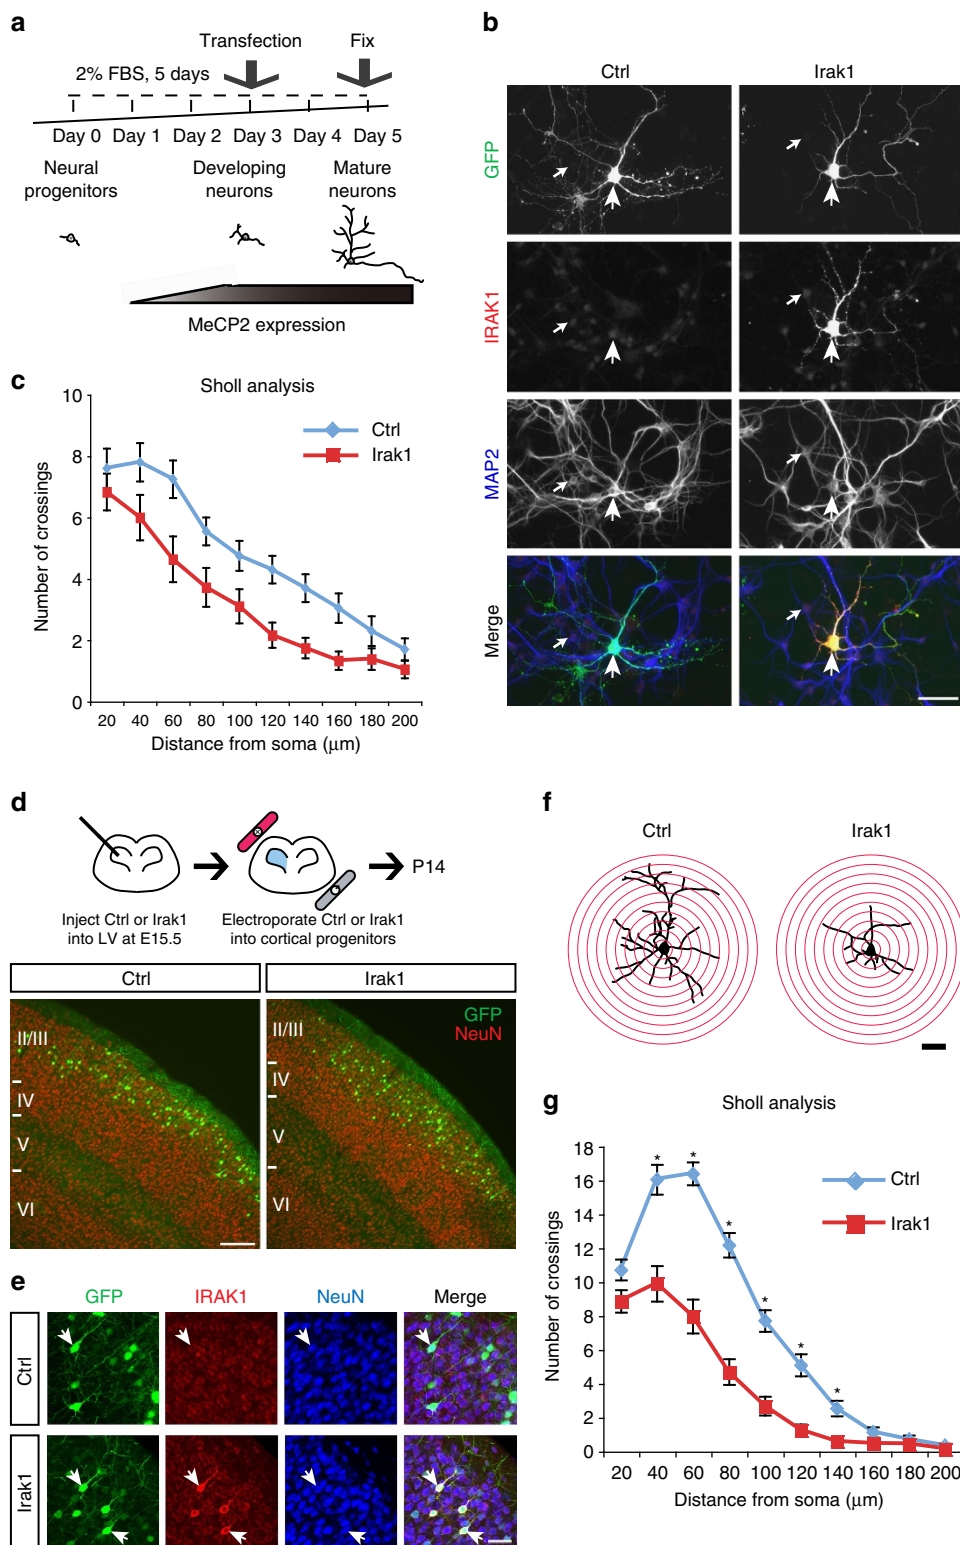 a
Transfection
Fix
2% FBS, 5 days
Day 0 Day 1 Day 2 Day 3 Day 4 Day 5
Neural progenitors
Developing neurons
Mature neurons
MeCP2 expression
b
Ctrl
Irak1
GFP
IRAK1
MAP2
Merge
c
Sholl analysis
Ctrl
Irak1
Number of crossings
10
8
6
4
2
0
20 40 60 80 100 120 140 160 180 200
Distance from soma (μm)
d
Inject Ctrl or Irak1
into LV at E15.5
Electroporate Ctrl or Irak1
into cortical progenitors
P14
Ctrl
Irak1
II/III
IV
V
VI
II/III
IV
V
VI
GFP
NeuN
e
GFP
IRAK1
NeuN
Merge
Ctrl
Irak1
f
Ctrl
Irak1
g
Sholl analysis
Ctrl
Irak1
Number of crossings
18
16
14
12
10
8
6
4
2
0
* * * * * *
20 40 60 80 100 120 140 160 180 200
Distance from soma (μm)